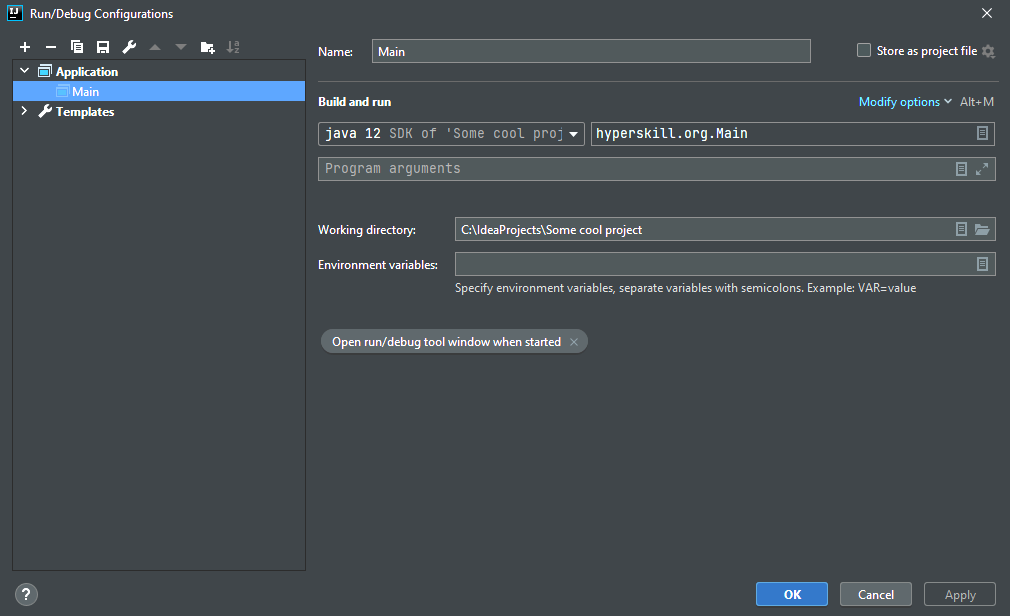 Run/Debug Configurations
Name: Main Store as project file
Application
Main
Templates
Build and run
Modify options Alt+M
java 12 SDK of 'Some cool proj hyperskill.org.Main
Program arguments
Working directory: C:\IdeaProjects\Some cool project
Environment variables:
Specify environment variables, separate variables with semicolons. Example: VAR=value
Open run/debug tool window when started ×
? OK Cancel Apply